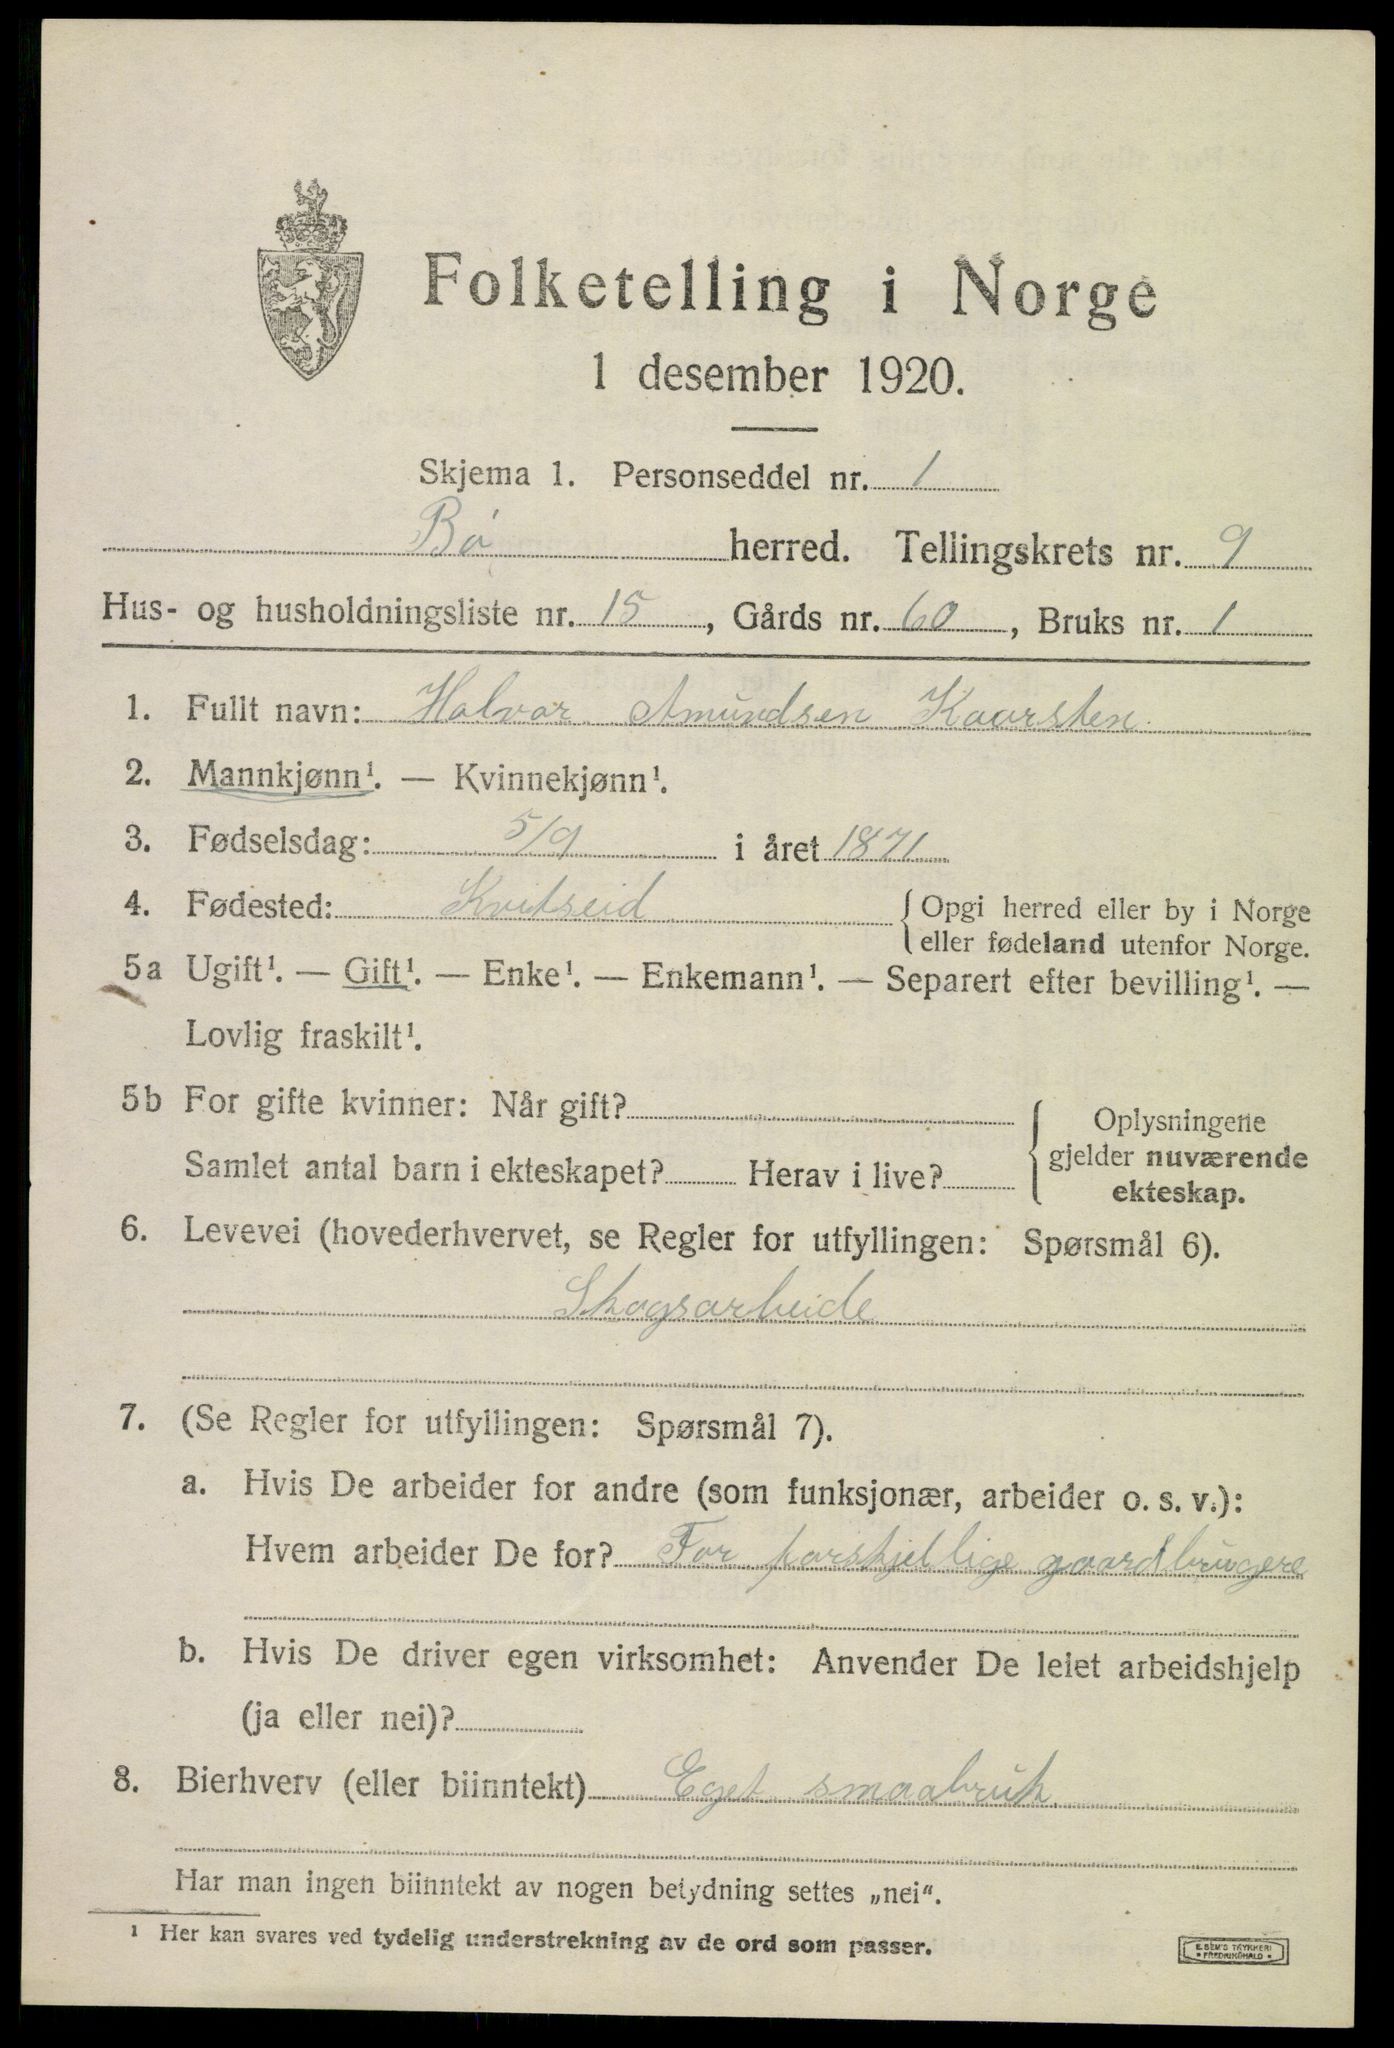 Folketelling i Norge
1 desember 1920.
Skjema 1. Personseddel nr. 1
Bø herred. Tellingskrets nr. 9
Hus- og husholdningsliste nr. 15, Gårds nr. 60, Bruks nr. 1
1. Fullt navn: Halvor Amundsen Kaarsten
2. Mannkjønn¹. — Kvinnekjønn¹.
3. Fødselsdag: 5/9 i året 1871
4. Fødested: Kvitseid { Opgi herred eller by i Norge
eller fødeland utenfor Norge.
5a Ugift¹. — Gift¹. — Enke¹. — Enkemann¹. — Separert efter bevilling¹. —
Lovlig fraskilt¹.
5b For gifte kvinner: Når gift?
Samlet antal barn i ekteskapet? Herav i live?
{ Oplysningene
gjelder nuværende
ekteskap.
6. Levevei (hovederhvervet, se Regler for utfyllingen: Spørsmål 6).
Skogsarbeide
7. (Se Regler for utfyllingen: Spørsmål 7).
a. Hvis De arbeider for andre (som funksjonær, arbeider o. s. v.):
Hvem arbeider De for? For forskjellige gaardbrugere
b. Hvis De driver egen virksomhet: Anvender De leiet arbeidshjelp
(ja eller nei)?
8. Bierhverv (eller biinntekt) Eget smaabruk
Har man ingen biinntekt av nogen betydning settes „nei“.
¹ Her kan svares ved tydelig understrekning av de ord som passer.
E. SEM'S TRYKKERI
* FREDRIKSHALD *